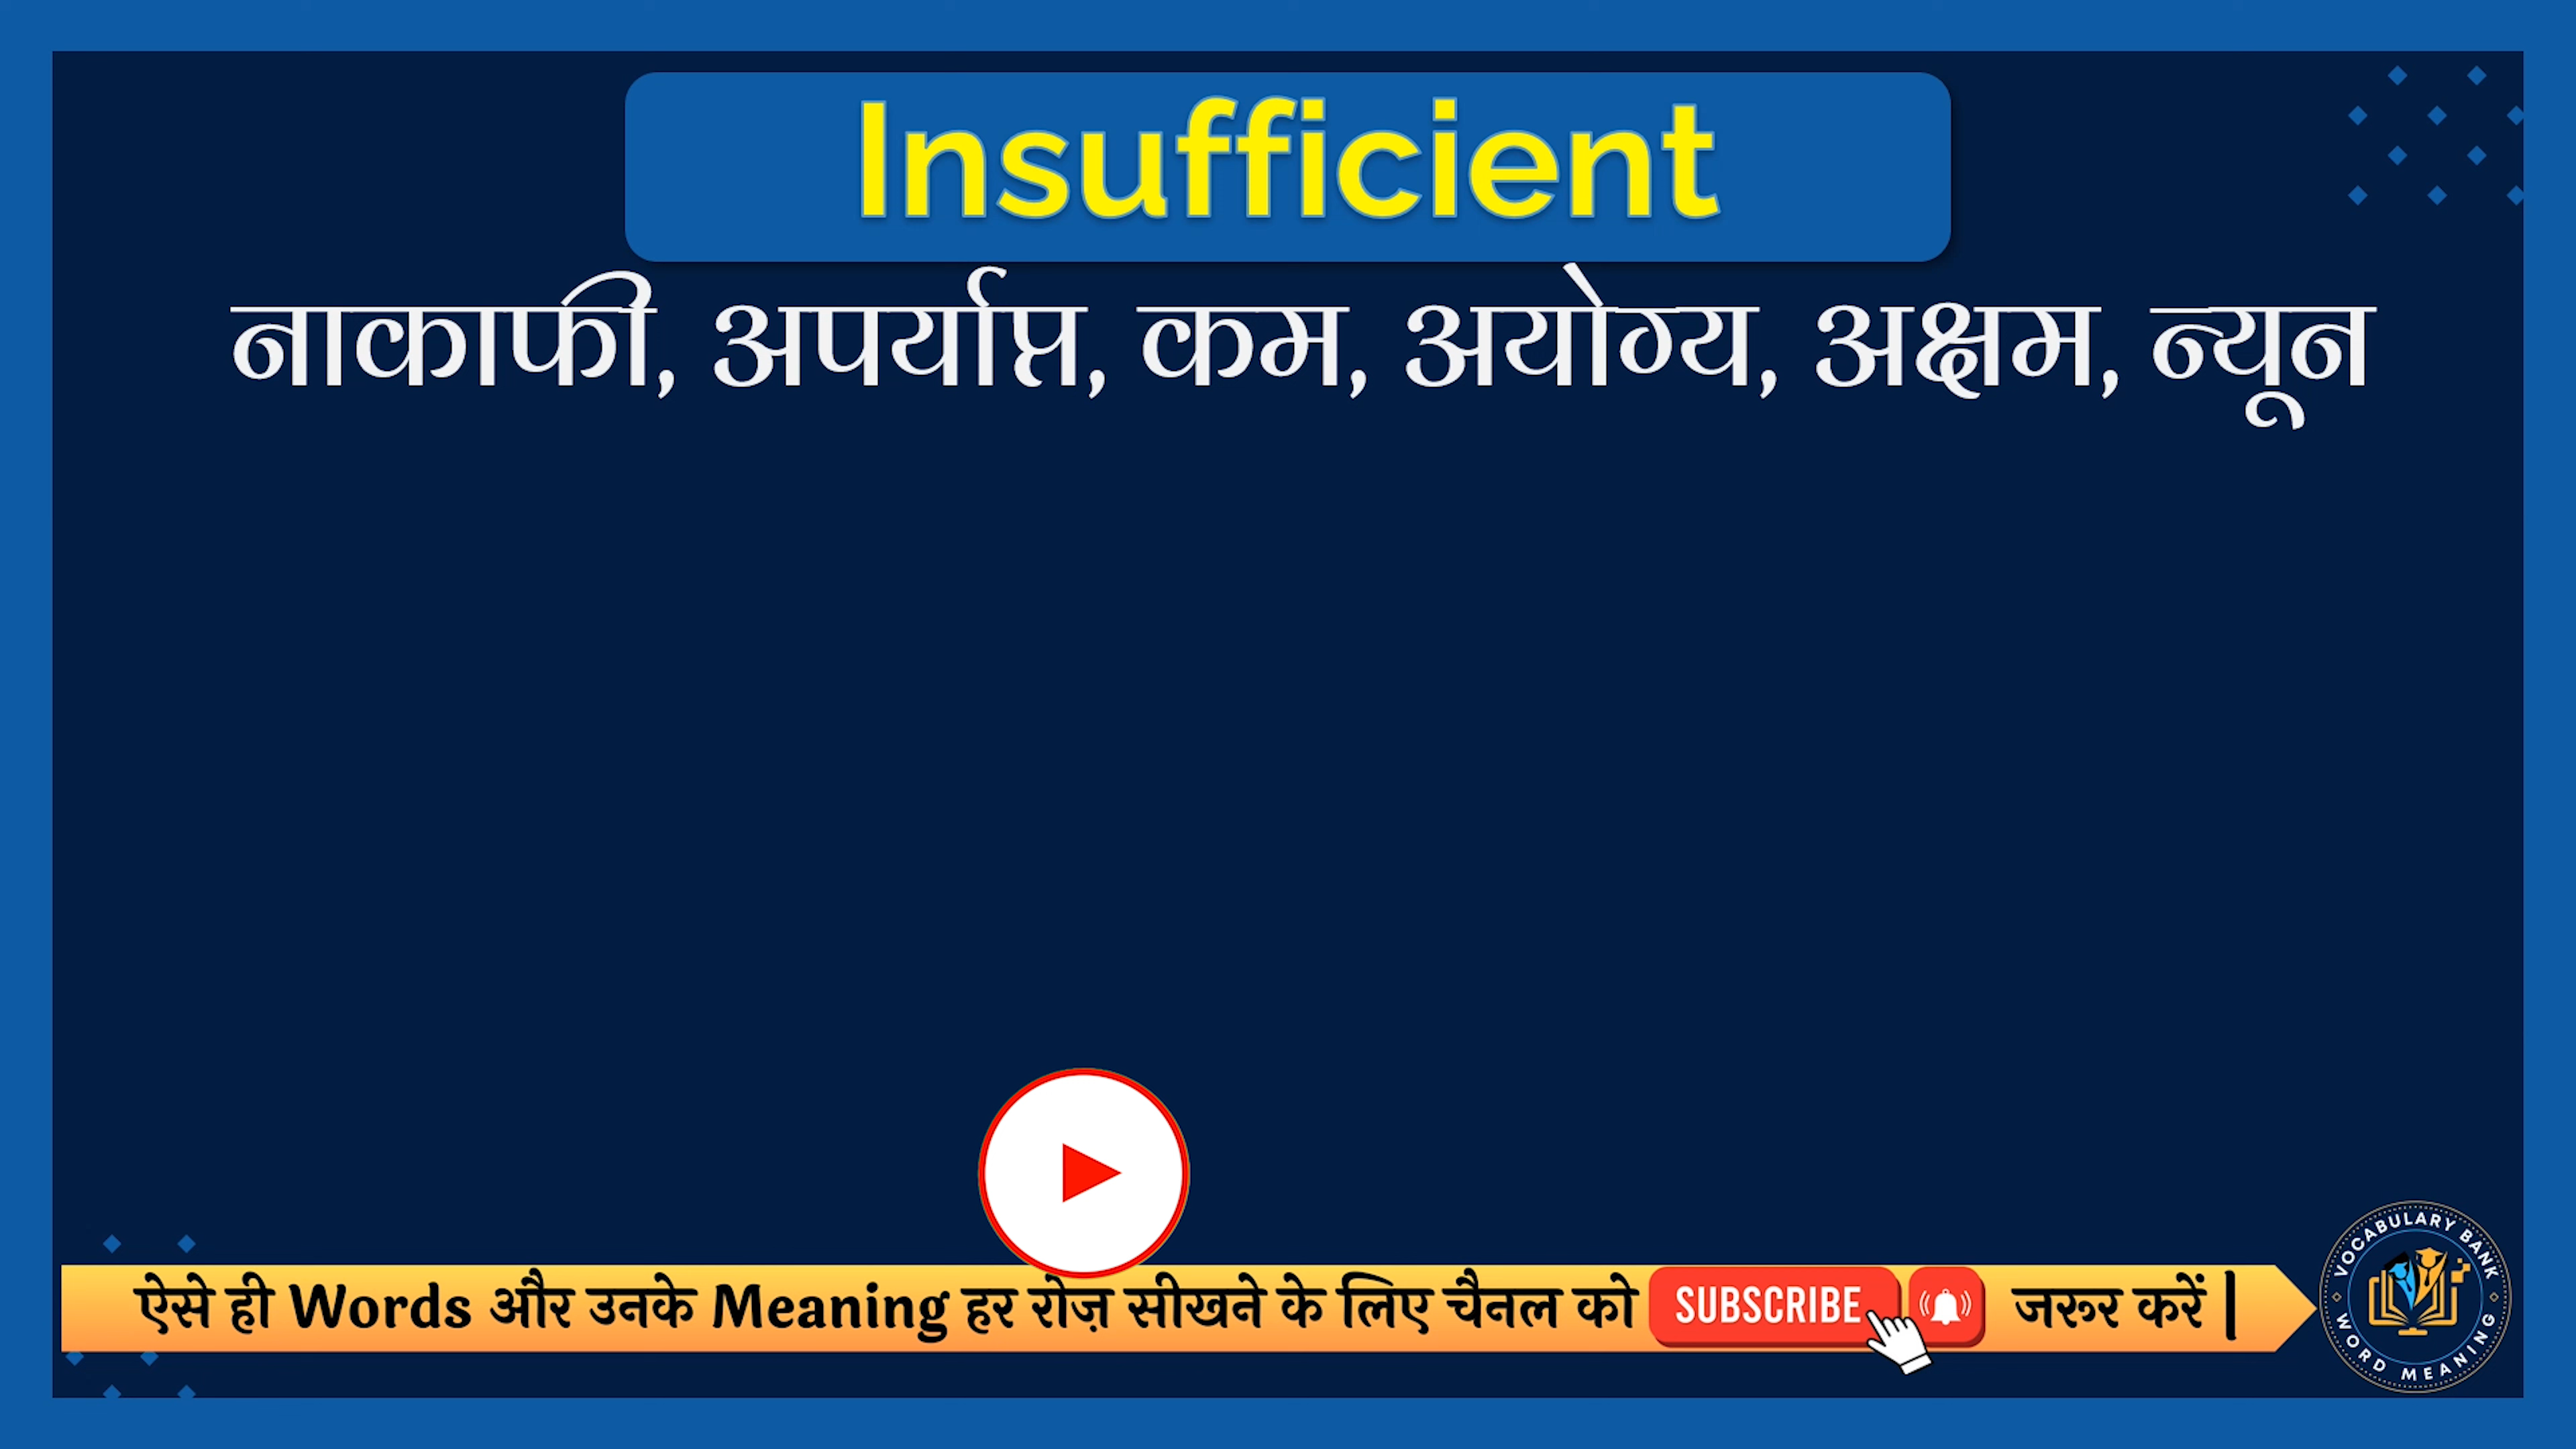 Insufficient
नाकाफी, अपर्याप्त, कम, अयोग्य, अक्षम, न्यून
ऐसे ही Words और उनके Meaning हर रोज़ सीखने के लिए चैनल को SUBSCRIBE जरूर करें |
VOCABULARY BANK
WORD MEANING